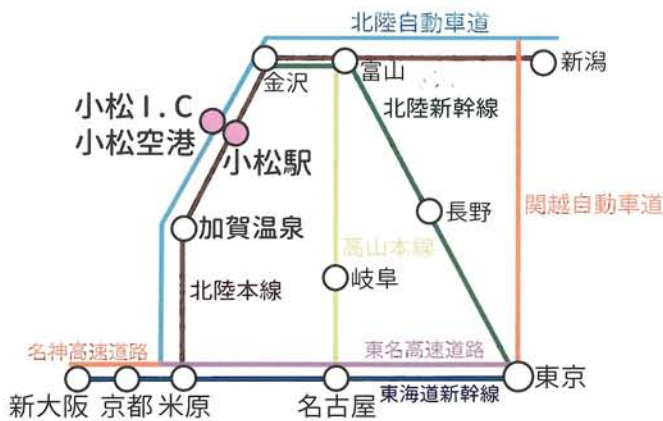 北陸自動車道
金沢
富山
新潟
小松I.C
小松空港
北陸新幹線
小松駅
長野
関越自動車道
加賀温泉
高山本線
岐阜
北陸本線
名神高速道路
東名高速道路
東京
新大阪
京都
米原
名古屋
東海道新幹線